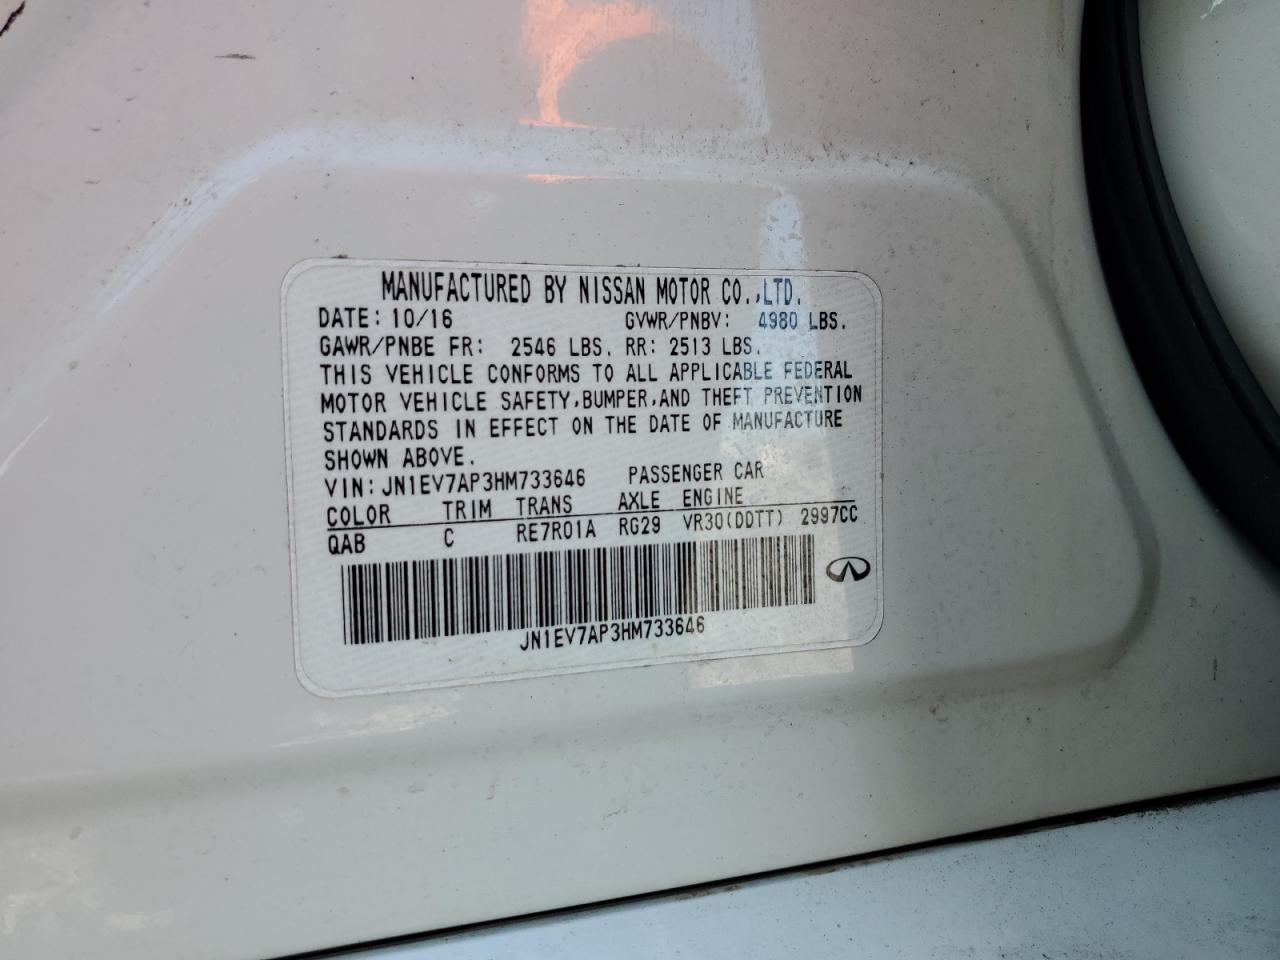 MANUFACTURED BY NISSAN MOTOR CO.,LTD.
DATE: 10/16 GVWR/PNBV: 4980 LBS.
GAWR/PNBE FR: 2546 LBS. RR: 2513 LBS.
THIS VEHICLE CONFORMS TO ALL APPLICABLE FEDERAL
MOTOR VEHICLE SAFETY,BUMPER,AND THEFT PREVENTION
STANDARDS IN EFFECT ON THE DATE OF MANUFACTURE
SHOWN ABOVE.
VIN: JN1EV7AP3HM733646 PASSENGER CAR
COLOR TRIM TRANS AXLE ENGINE
QAB C RE7R01A RG29 VR30(DDTT) 2997CC
JN1EV7AP3HM733646